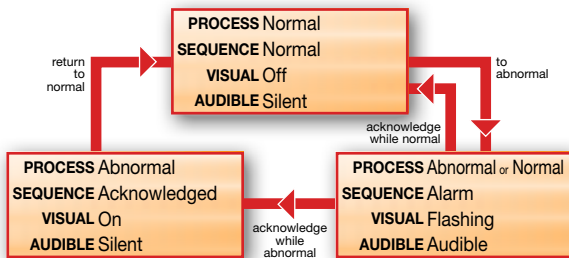 PROCESS Normal
SEQUENCE Normal
VISUAL Off
AUDIBLE Silent
return
to
normal
to
abnormal
acknowledge
while normal
PROCESS Abnormal
SEQUENCE Acknowledged
VISUAL On
AUDIBLE Silent
acknowledge
while
abnormal
PROCESS Abnormal or Normal
SEQUENCE Alarm
VISUAL Flashing
AUDIBLE Audible